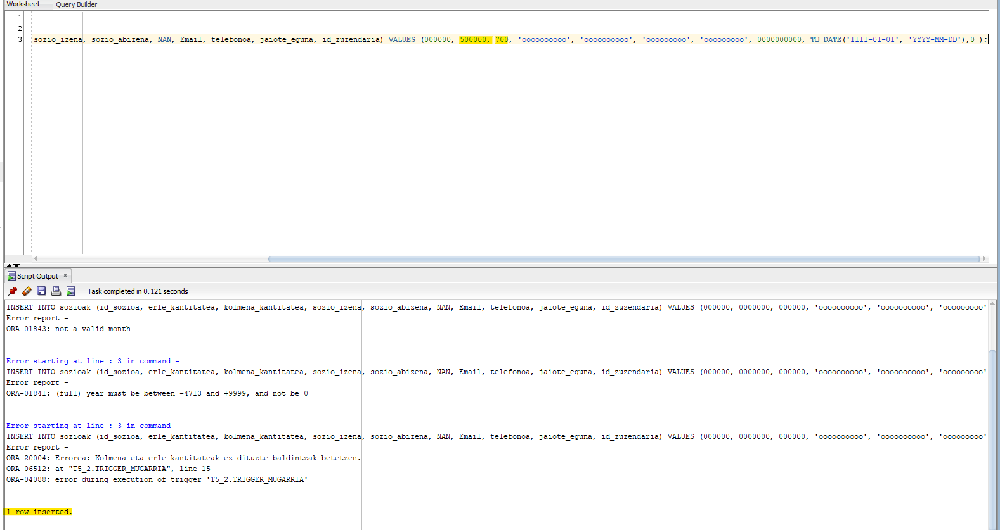 Worksheet Query Builder
1
2
3 sozio_izena, sozio_abizena, NAN, Email, telefonoa, jaiote_eguna, id_zuzendaria) VALUES (000000, 500000, 700, 'oooooooooo', 'oooooooooo', 'ooooooooo', 'ooooooooo', 0000000000, TO_DATE('1111-01-01', 'YYYY-MM-DD'),0 );
Script Output x
Task completed in 0.121 seconds
INSERT INTO sozioak (id_sozioa, erle_kantitatea, kolmena_kantitatea, sozio_izena, sozio_abizena, NAN, Email, telefonoa, jaiote_eguna, id_zuzendaria) VALUES (000000, 0000000, 000000, 'oooooooooo', 'oooooooooo', 'ooooooooo'
Error report -
ORA-01843: not a valid month
Error starting at line : 3 in command -
INSERT INTO sozioak (id_sozioa, erle_kantitatea, kolmena_kantitatea, sozio_izena, sozio_abizena, NAN, Email, telefonoa, jaiote_eguna, id_zuzendaria) VALUES (000000, 0000000, 000000, 'oooooooooo', 'oooooooooo', 'ooooooooo'
Error report -
ORA-01841: (full) year must be between -4713 and +9999, and not be 0
Error starting at line : 3 in command -
INSERT INTO sozioak (id_sozioa, erle_kantitatea, kolmena_kantitatea, sozio_izena, sozio_abizena, NAN, Email, telefonoa, jaiote_eguna, id_zuzendaria) VALUES (000000, 0000000, 000000, 'oooooooooo', 'oooooooooo', 'ooooooooo'
Error report -
ORA-20004: Errorea: Kolmena eta erle kantitateak ez dituzte baldintzak betetzen.
ORA-06512: at "T5_2.TRIGGER_MUGARRIA", line 15
ORA-04088: error during execution of trigger 'T5_2.TRIGGER_MUGARRIA'
1 row inserted.